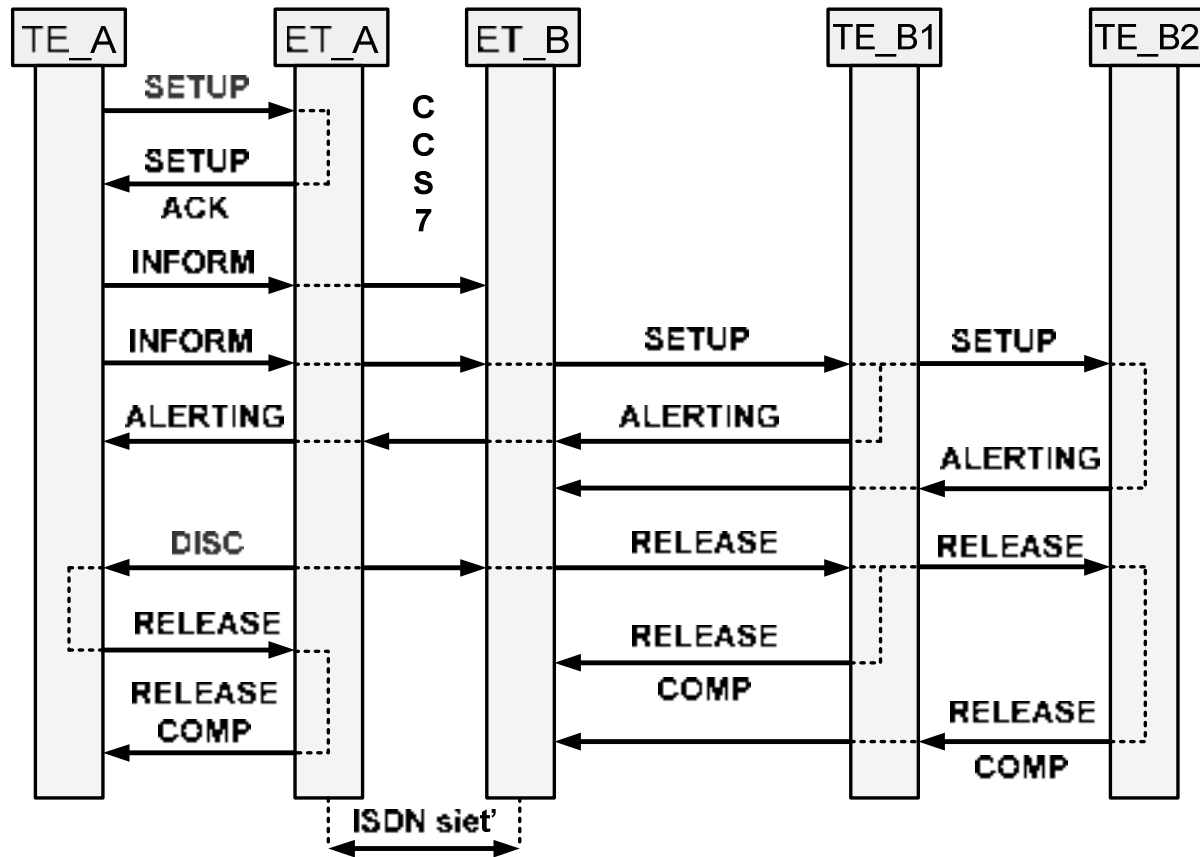 TE_A
ET_A
ET_B
TE_B1
TE_B2
SETUP
C
C
S
7
SETUP
ACK
INFORM
INFORM
SETUP
SETUP
ALERTING
ALERTING
ALERTING
DISC
RELEASE
RELEASE
RELEASE
RELEASE
COMP
RELEASE
COMP
RELEASE
COMP
ISDN siet'